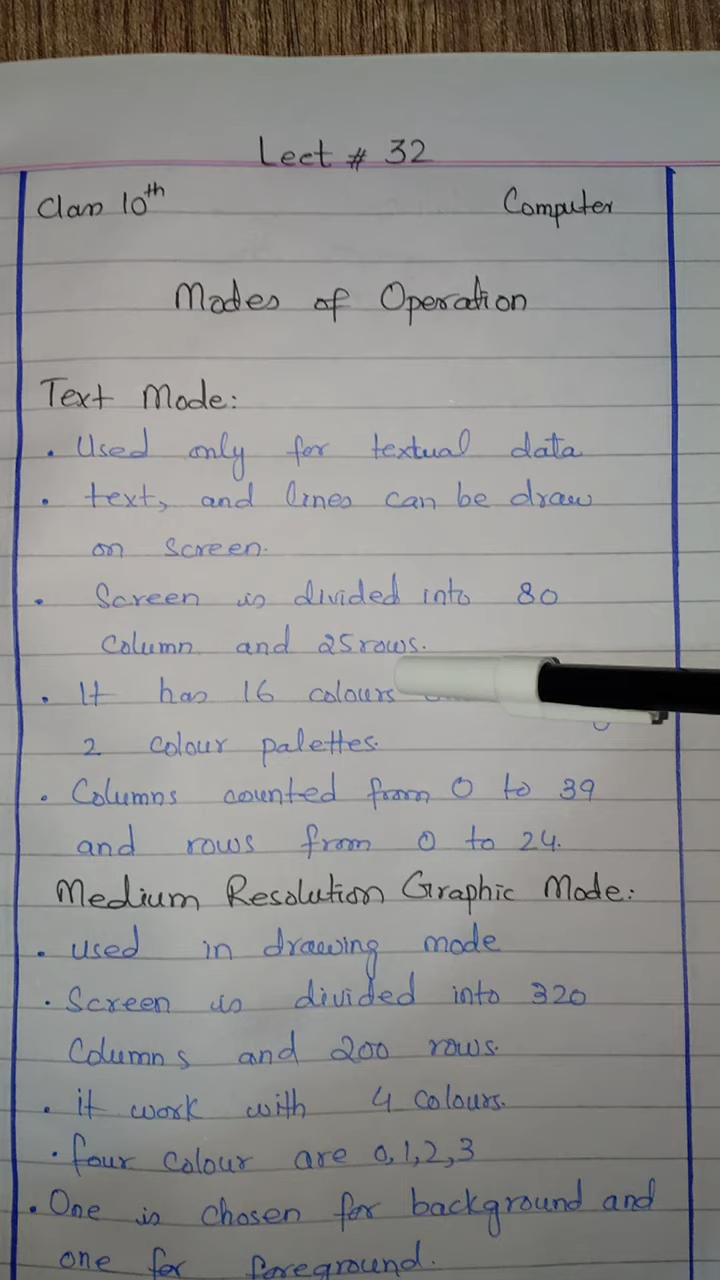 Lect # 32
Class 10th Computer
Modes of Operation
Text Mode:
• Used only for textual data
• text, and lines can be draw
on screen.
• Screen is divided into 80
column and 25 rows.
• It has 16 colours
2 colour palettes.
• Columns counted from 0 to 39
and rows from 0 to 24.
Medium Resolution Graphic Mode:
• used in drawing mode
• Screen is divided into 320
Columns and 200 rows.
• it work with 4 colours.
• four colour are 0,1,2,3
• One is chosen for background and
one for foreground.